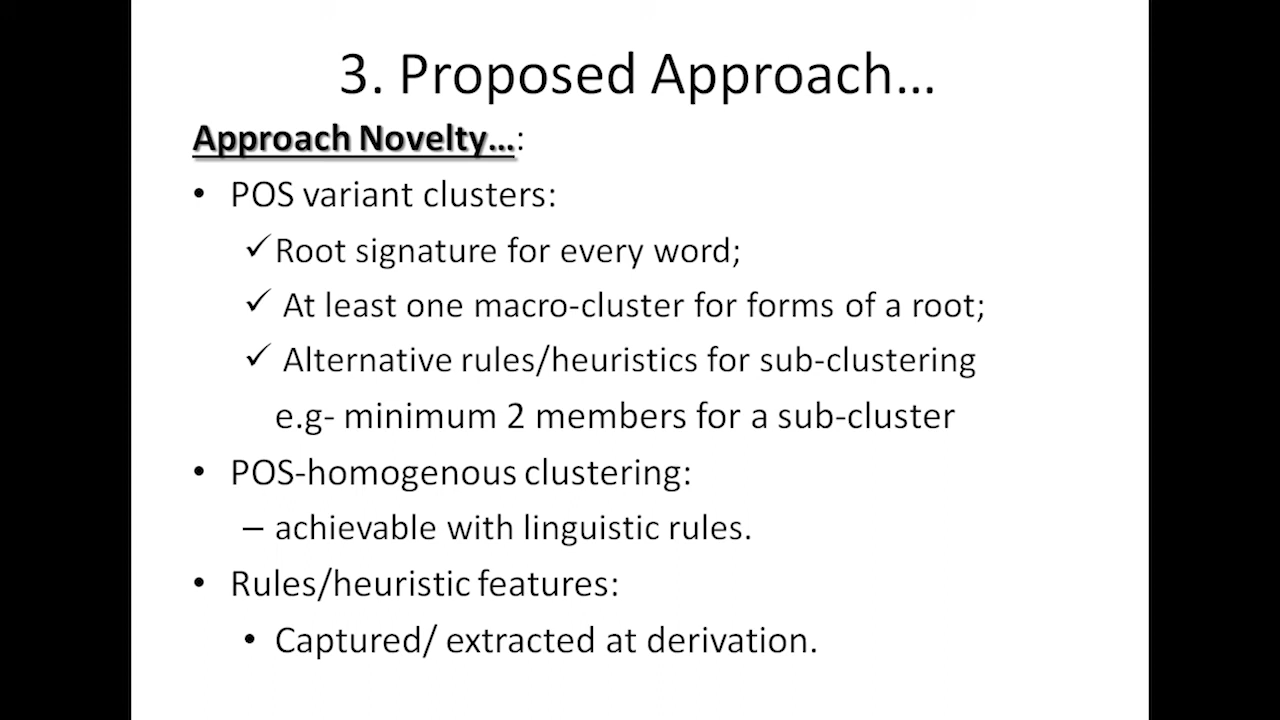 3. Proposed Approach...
Approach Novelty...:
• POS variant clusters:
✓Root signature for every word;
✓ At least one macro-cluster for forms of a root;
✓ Alternative rules/heuristics for sub-clustering
e.g- minimum 2 members for a sub-cluster
• POS-homogenous clustering:
– achievable with linguistic rules.
• Rules/heuristic features:
• Captured/ extracted at derivation.